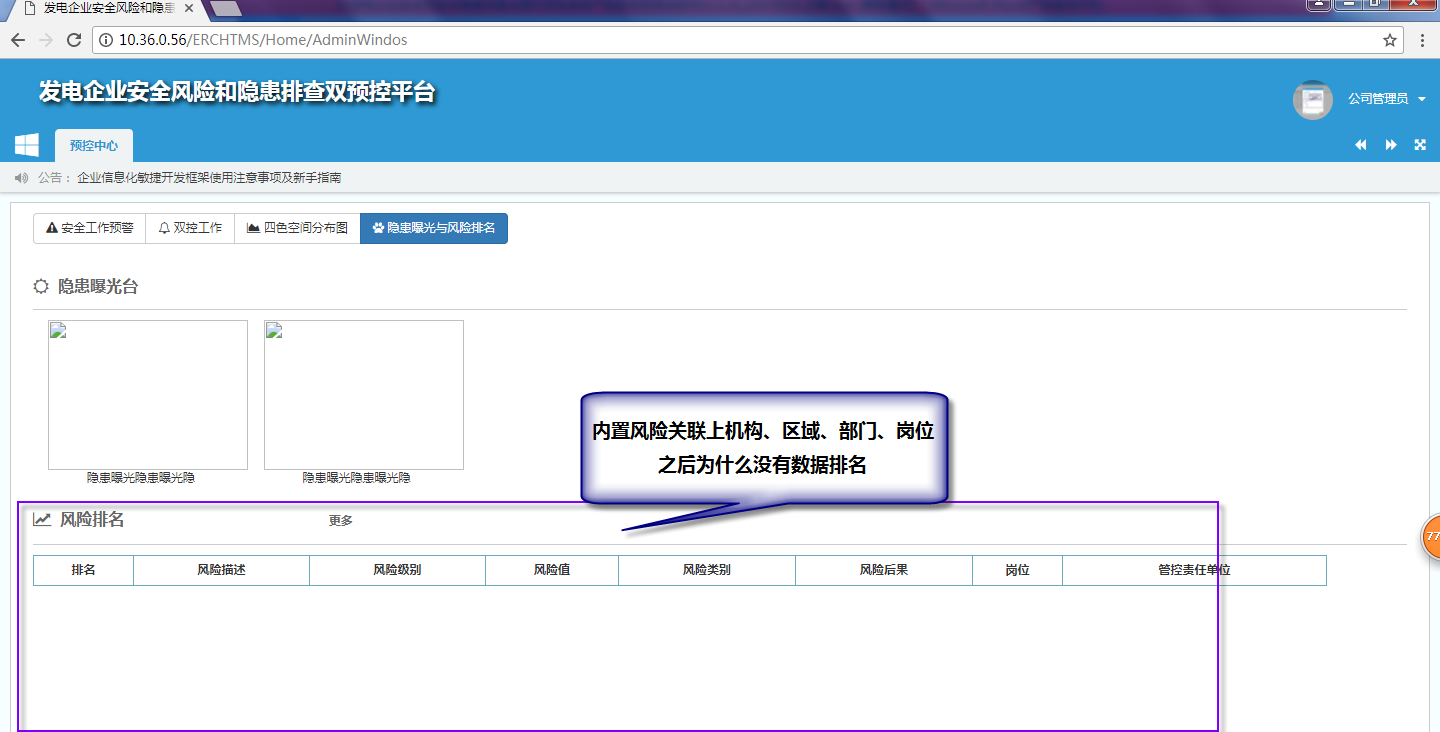 发电企业安全风险和隐患
10.36.0.56/ERCHTMS/Home/AdminWindos
发电企业安全风险和隐患排查双预控平台
公司管理员
预控中心
公告： 企业信息化敏捷开发框架使用注意事项及新手指南
安全工作预警 双控工作 四色空间分布图 隐患曝光与风险排名
隐患曝光台
隐患曝光隐患曝光隐 隐患曝光隐患曝光隐
内置风险关联上机构、区域、部门、岗位
之后为什么没有数据排名
风险排名 更多
77
排名 风险描述 风险级别 风险值 风险类别 风险后果 岗位 管控责任单位